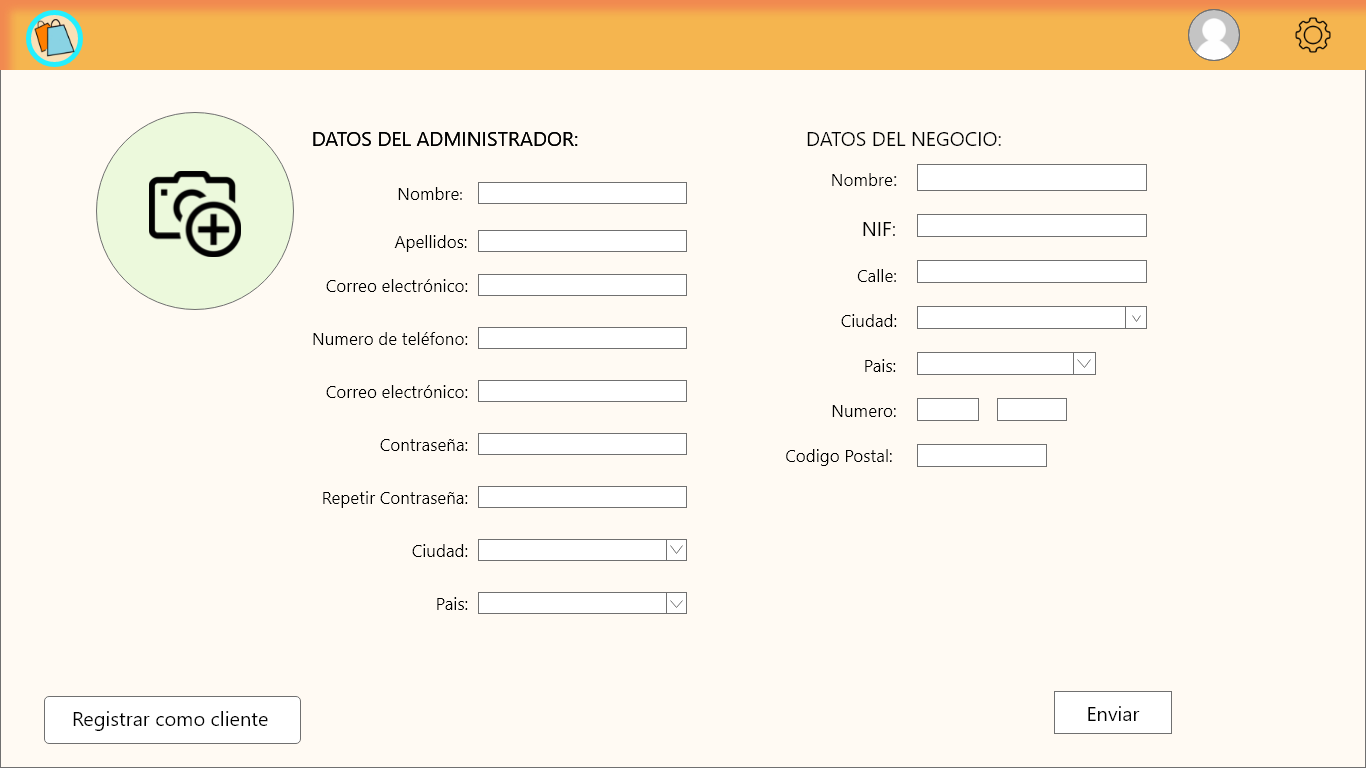 DATOS DEL ADMINISTRADOR:
Nombre:
Apellidos:
Correo electrónico:
Numero de teléfono:
Correo electrónico:
Contraseña:
Repetir Contraseña:
Ciudad:
Pais:
DATOS DEL NEGOCIO:
Nombre:
NIF:
Calle:
Ciudad:
Pais:
Numero:
Codigo Postal:
Registrar como cliente
Enviar